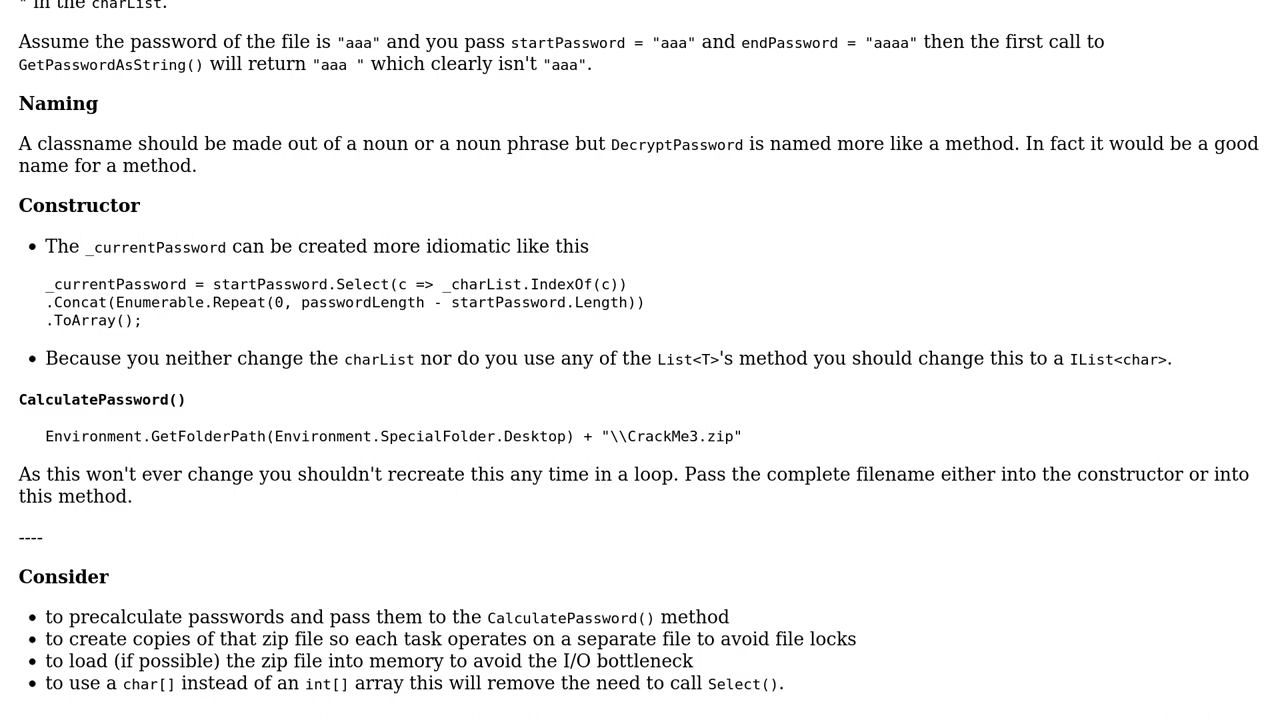 " in the charList.
Assume the password of the file is "aaa" and you pass startPassword = "aaa" and endPassword = "aaaa" then the first call to
GetPasswordAsString() will return "aaa " which clearly isn't "aaa".
Naming
A classname should be made out of a noun or a noun phrase but DecryptPassword is named more like a method. In fact it would be a good
name for a method.
Constructor
• The _currentPassword can be created more idiomatic like this
_currentPassword = startPassword.Select(c => _charList.IndexOf(c))
.Concat(Enumerable.Repeat(0, passwordLength - startPassword.Length))
.ToArray();
• Because you neither change the charList nor do you use any of the List<T>'s method you should change this to a IList<char>.
CalculatePassword()
Environment.GetFolderPath(Environment.SpecialFolder.Desktop) + "\\CrackMe3.zip"
As this won't ever change you shouldn't recreate this any time in a loop. Pass the complete filename either into the constructor or into
this method.
----
Consider
• to precalculate passwords and pass them to the CalculatePassword() method
• to create copies of that zip file so each task operates on a separate file to avoid file locks
• to load (if possible) the zip file into memory to avoid the I/O bottleneck
• to use a char[] instead of an int[] array this will remove the need to call Select().